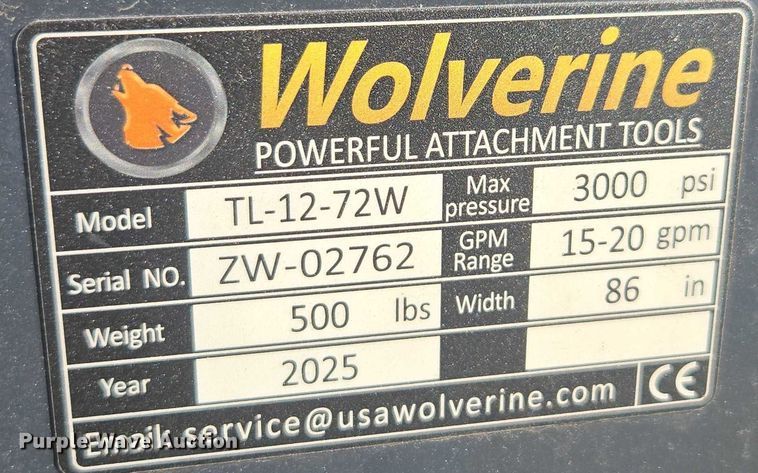 Wolverine
POWERFUL ATTACHMENT TOOLS
Model TL-12-72W Max pressure 3000 psi
Serial NO. ZW-02762 GPM Range 15-20 gpm
Weight 500 lbs Width 86 in
Year 2025
Email: service@usawolverine.com CE
Purple Wave Auction